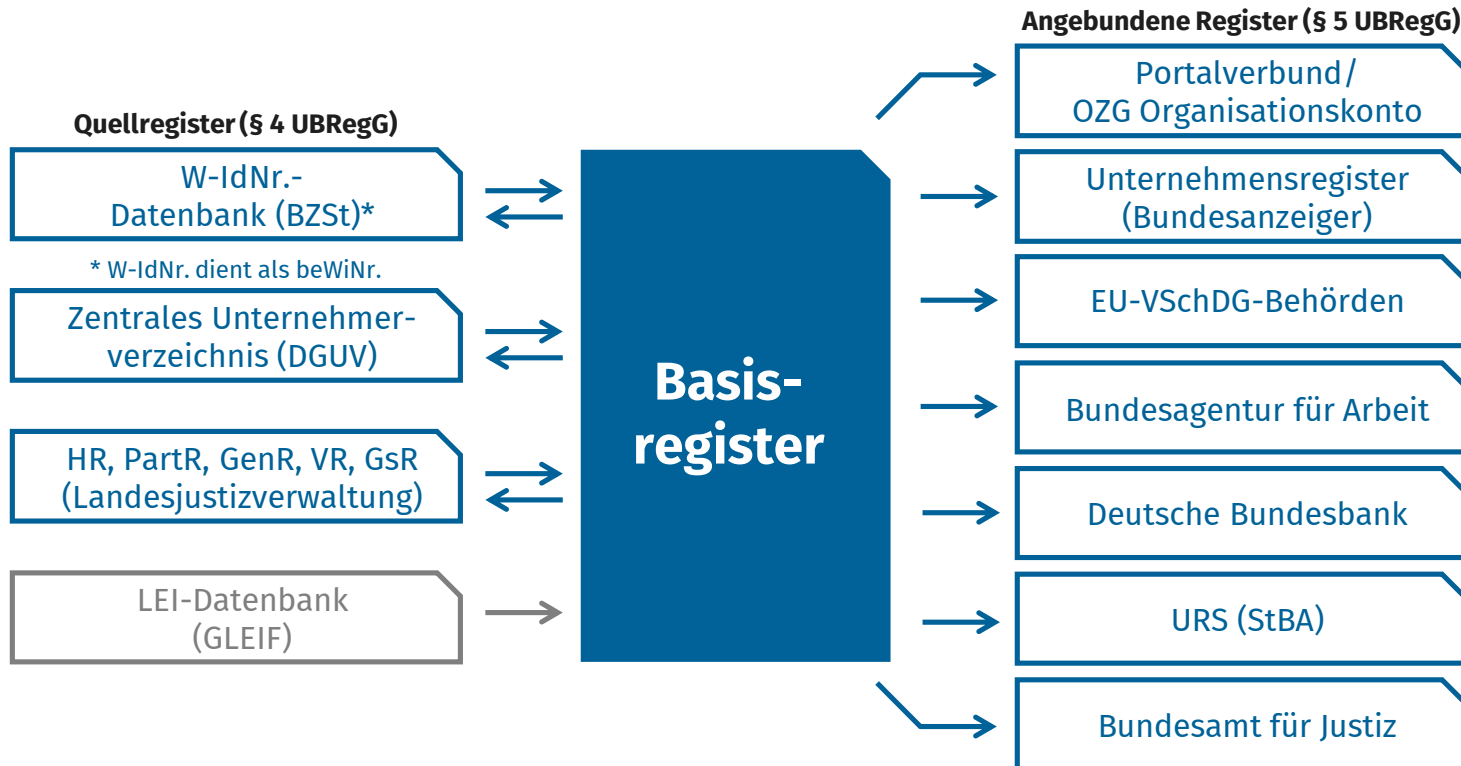 Quellregister (§ 4 UBRegG)
W-IdNr.-
Datenbank (BZSt)*
* W-IdNr. dient als beWiNr.
Zentrales Unternehmer-
verzeichnis (DGUV)
HR, PartR, GenR, VR, GsR
(Landesjustizverwaltung)
LEI-Datenbank
(GLEIF)
Basis-
register
Angebundene Register (§ 5 UBRegG)
Portalverbund/
OZG Organisationskonto
Unternehmensregister
(Bundesanzeiger)
EU-VSchDG-Behörden
Bundesagentur für Arbeit
Deutsche Bundesbank
URS (StBA)
Bundesamt für Justiz